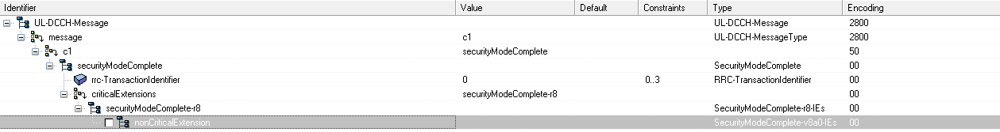 Identifier Value Default Constraints Type Encoding
UL-DCCH-Message UL-DCCH-Message 2800
message c1 UL-DCCH-MessageType 2800
c1 securityModeComplete 50
securityModeComplete SecurityModeComplete 00
rrc-TransactionIdentifier 0 0..3 RRC-TransactionIdentifier 00
criticalExtensions securityModeComplete-r8 00
securityModeComplete-r8 SecurityModeComplete-r8-IEs 00
nonCriticalExtension SecurityModeComplete-v8a0-IEs 00